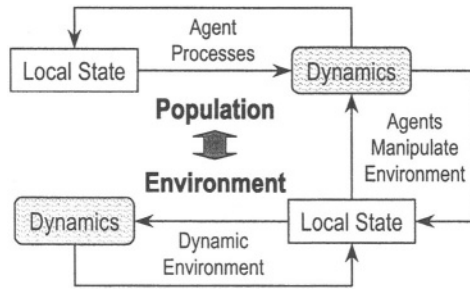 Agent
Processes
Local State
Dynamics
Population
Agents
Manipulate
Environment
Environment
Dynamics
Local State
Dynamic
Environment